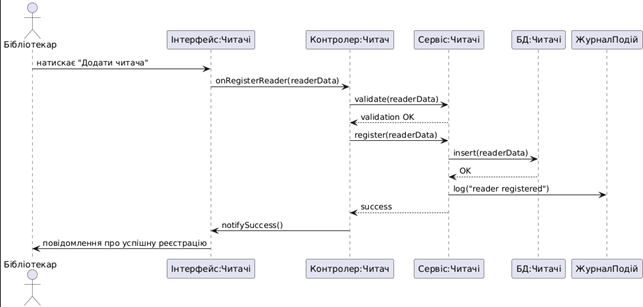 Бібліотекар
Інтерфейс:Читачі
Контролер:Читач
Сервіс:Читачі
БД:Читачі
ЖурналПодій
натискає "Додати читача"
onRegisterReader(readerData)
validate(readerData)
validation OK
register(readerData)
insert(readerData)
OK
log("reader registered")
success
notifySuccess()
повідомлення про успішну реєстрацію
Бібліотекар
Інтерфейс:Читачі
Контролер:Читач
Сервіс:Читачі
БД:Читачі
ЖурналПодій